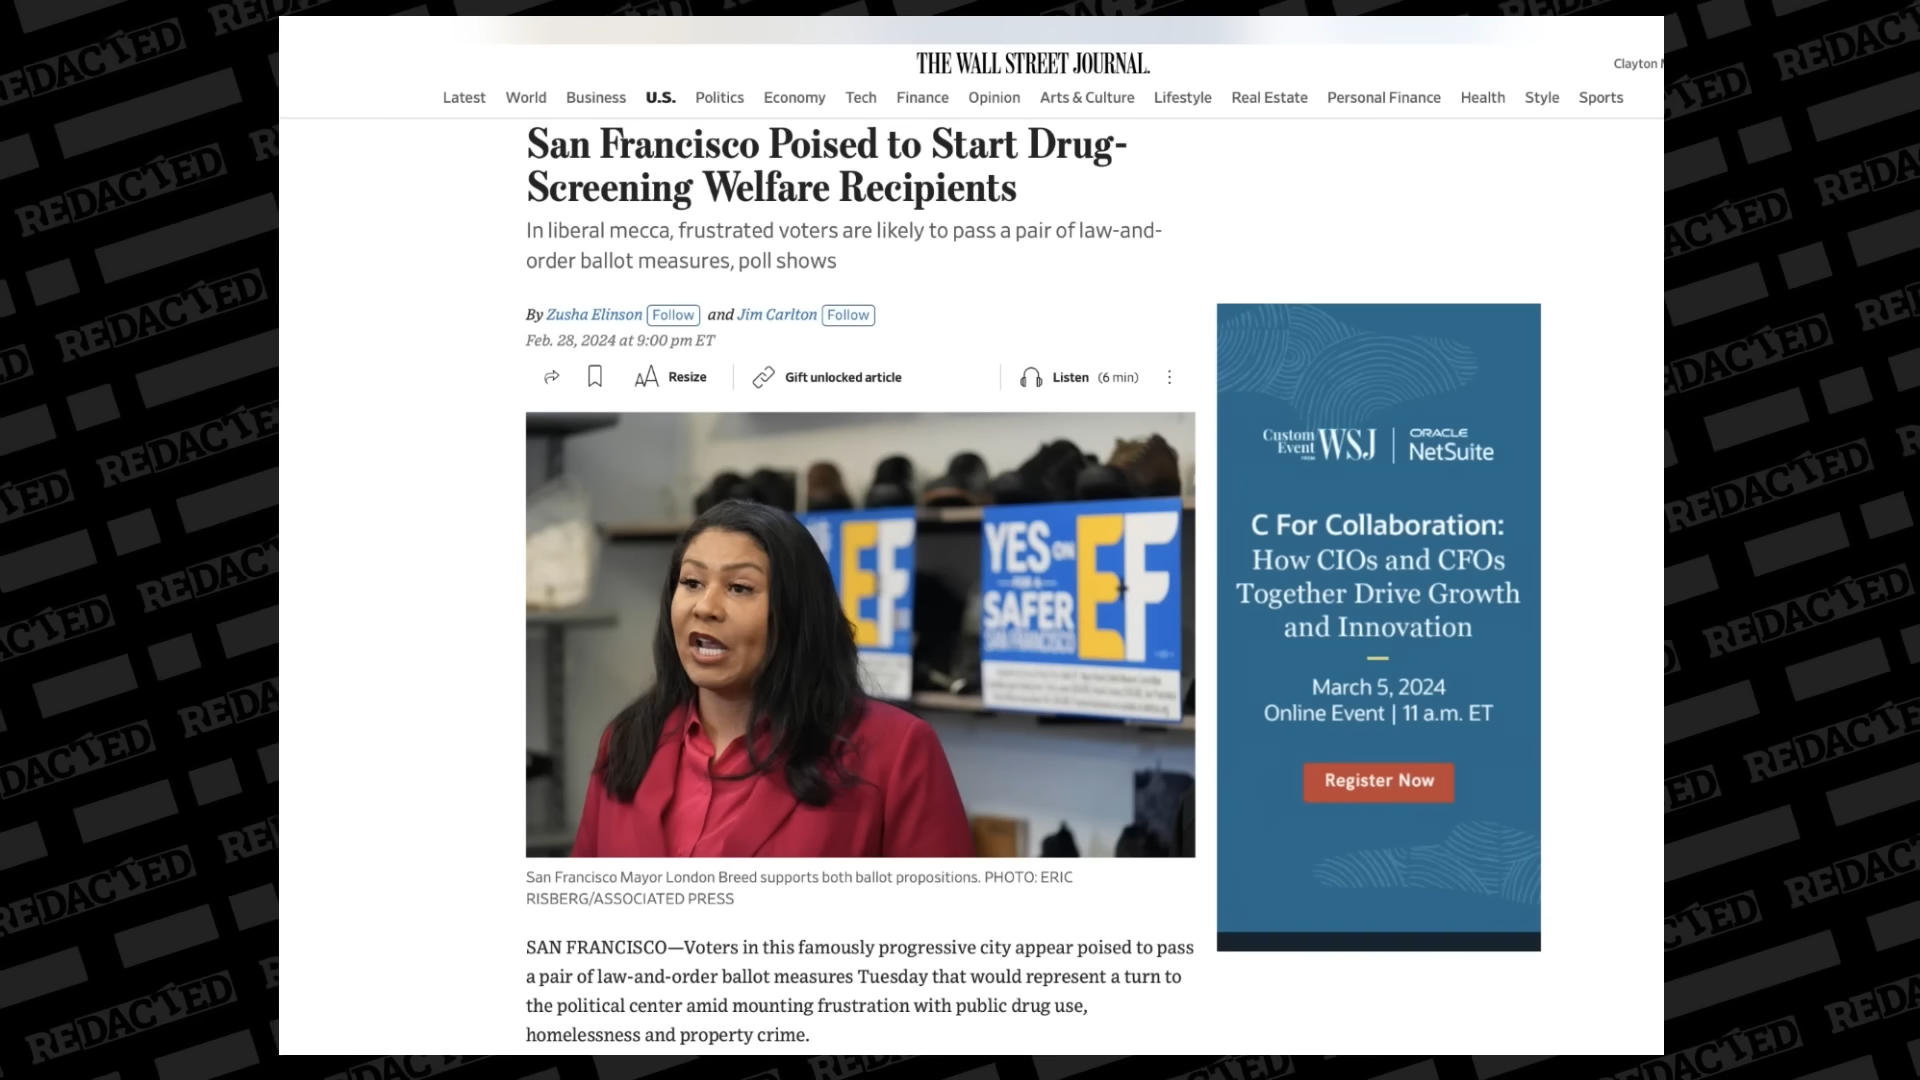 THE WALL STREET JOURNAL.
Clayton
Latest World Business U.S. Politics Economy Tech Finance Opinion Arts & Culture Lifestyle Real Estate Personal Finance Health Style Sports
San Francisco Poised to Start Drug-
Screening Welfare Recipients
In liberal mecca, frustrated voters are likely to pass a pair of law-and-
order ballot measures, poll shows
By Zusha Elinson Follow and Jim Carlton Follow
Feb. 28, 2024 at 9:00 pm ET
AA Resize Gift unlocked article Listen (6 min)
EF
YES ON EF
FOR A
SAFER
SAN FRANCISCO
San Francisco Mayor London Breed supports both ballot propositions. PHOTO: ERIC
RISBERG/ASSOCIATED PRESS
SAN FRANCISCO—Voters in this famously progressive city appear poised to pass
a pair of law-and-order ballot measures Tuesday that would represent a turn to
the political center amid mounting frustration with public drug use,
homelessness and property crime.
Custom Event FROM WSJ | ORACLE NetSuite
C For Collaboration:
How CIOs and CFOs
Together Drive Growth
and Innovation
March 5, 2024
Online Event | 11 a.m. ET
Register Now
REDACTED
REDACTED
REDACTED
REDACTED
REDACTED
REDACTED